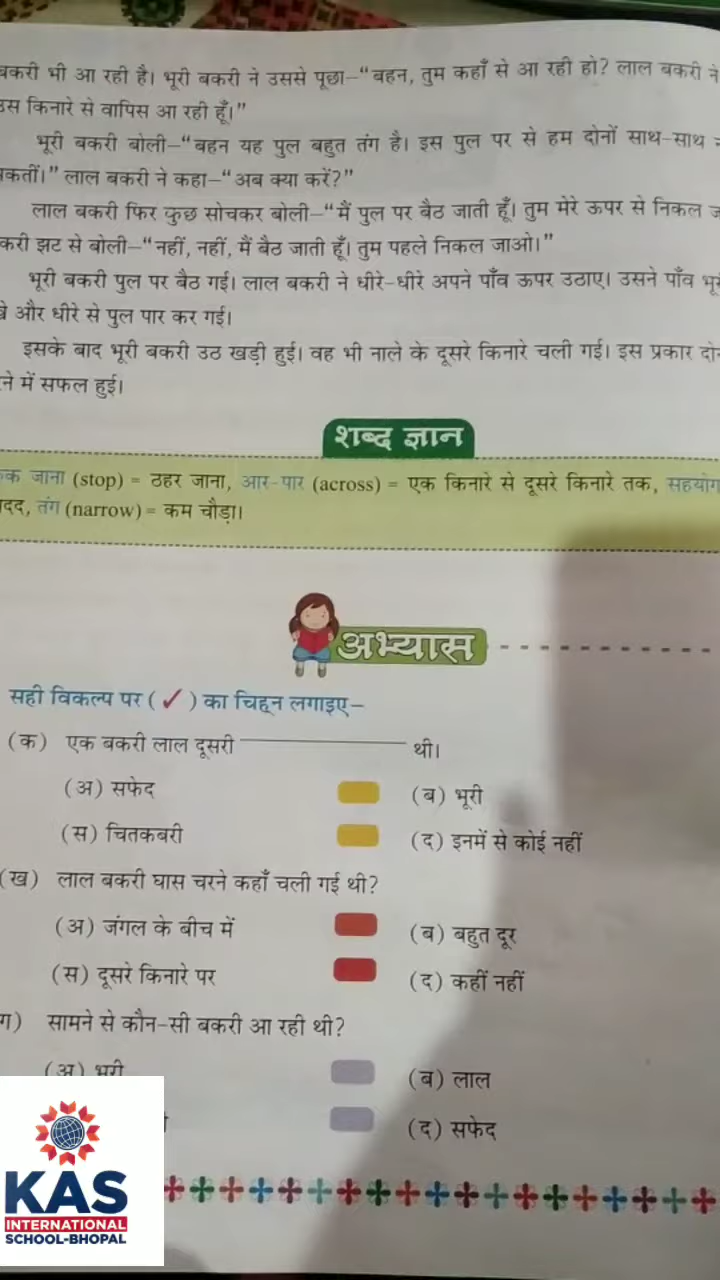 बकरी भी आ रही है। भूरी बकरी ने उससे पूछा–“बहन, तुम कहाँ से आ रही हो? लाल बकरी ने
उस किनारे से वापिस आ रही हूँ।”
भूरी बकरी बोली–“बहन यह पुल बहुत तंग है। इस पुल पर से हम दोनों साथ-साथ
लाल बकरी ने कहा–“अब क्या करें?”
लाल बकरी फिर कुछ सोचकर बोली–“मैं पुल पर बैठ जाती हूँ। तुम मेरे ऊपर से निकल
झट से बोली–“नहीं, नहीं, मैं बैठ जाती हूँ। तुम पहले निकल जाओ।”
भूरी बकरी पुल पर बैठ गई। लाल बकरी ने धीरे-धीरे अपने पाँव ऊपर उठाए। उसने पाँव
और धीरे से पुल पार कर गई।
इसके बाद भूरी बकरी उठ खड़ी हुई। वह भी नाले के दूसरे किनारे चली गई। इस प्रकार
में सफल हुई।
शब्द ज्ञान
जाना (stop) = ठहर जाना, आर-पार (across) = एक किनारे से दूसरे किनारे तक, सहयोग
तंग (narrow) = कम चौड़ा।
अभ्यास
सही विकल्प पर (✓) का चिह्न लगाइए–
(क) एक बकरी लाल दूसरी ____________ थी।
(अ) सफेद (ब) भूरी
(स) चितकबरी (द) इनमें से कोई नहीं
(ख) लाल बकरी घास चरने कहाँ चली गई थी?
(अ) जंगल के बीच में (ब) बहुत दूर
(स) दूसरे किनारे पर (द) कहीं नहीं
ग) सामने से कौन-सी बकरी आ रही थी?
(अ) भूरी (ब) लाल
(द) सफेद
KAS
INTERNATIONAL
SCHOOL-BHOPAL